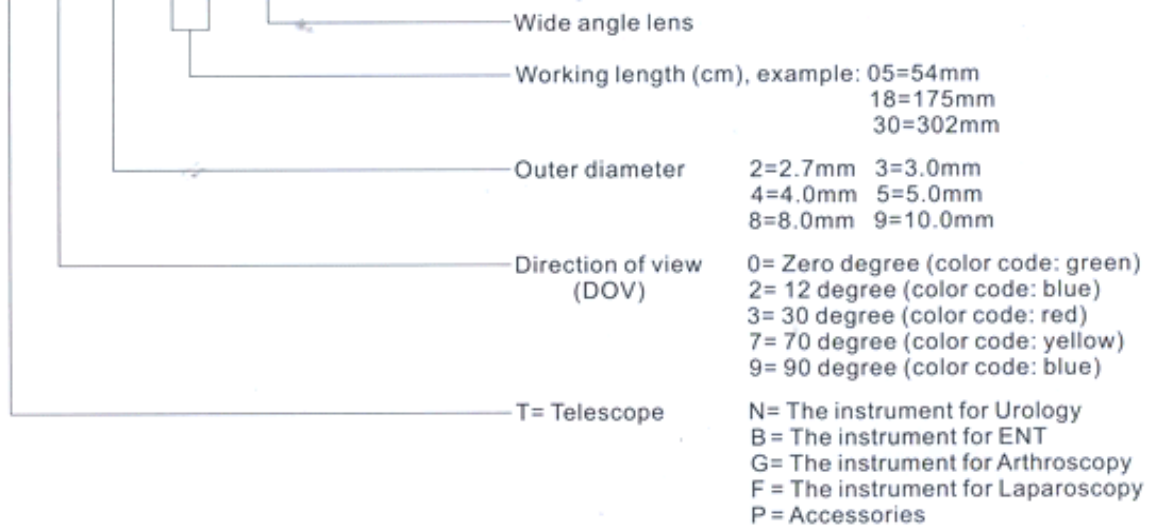 Wide angle lens
Working length (cm), example: 05=54mm
18=175mm
30=302mm
Outer diameter 2=2.7mm 3=3.0mm
4=4.0mm 5=5.0mm
8=8.0mm 9=10.0mm
Direction of view 0= Zero degree (color code: green)
(DOV) 2= 12 degree (color code: blue)
3= 30 degree (color code: red)
7= 70 degree (color code: yellow)
9= 90 degree (color code: blue)
T= Telescope N= The instrument for Urology
B = The instrument for ENT
G= The instrument for Arthroscopy
F = The instrument for Laparoscopy
P = Accessories